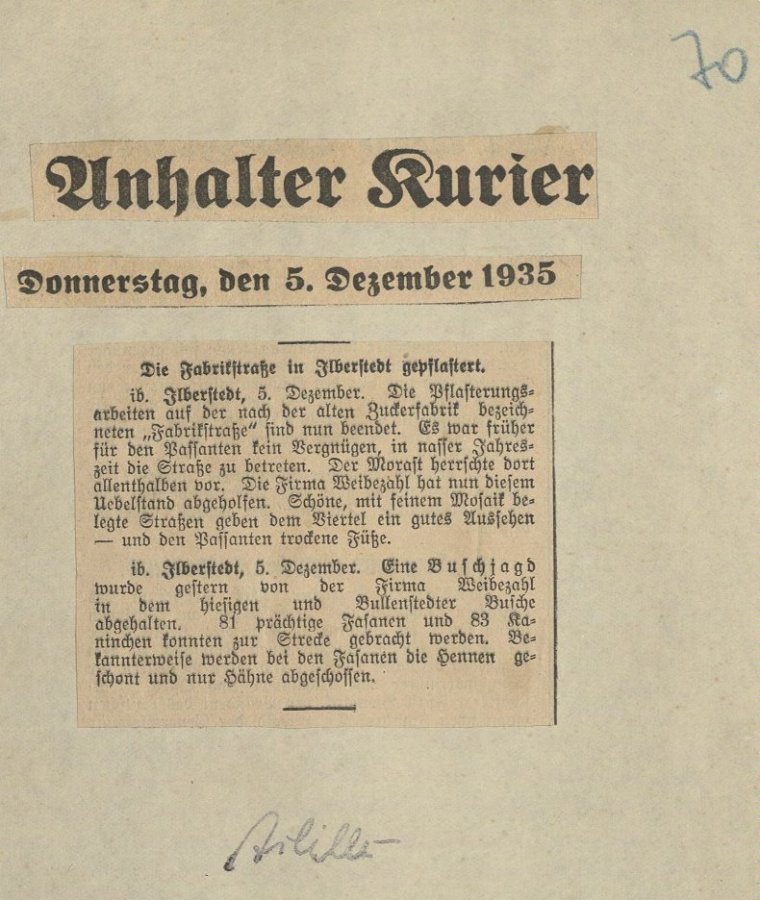 70
Anhalter Kurier
Donnerstag, den 5. Dezember 1935
Die Fabrikstraße in Ilberstedt gepflastert.
ib. Ilberstedt, 5. Dezember. Die Pflasterungs-
arbeiten auf der nach der alten Zuckerfabrik bezeich-
neten „Fabrikstraße“ sind nun beendet. Es war früher
für den Passanten kein Vergnügen, in nasser Jahres-
zeit die Straße zu betreten. Der Morast herrschte dort
allenthalben vor. Die Firma Weibezahl hat nun diesem
Uebelstand abgeholfen. Schöne, mit feinem Mosaik be-
legte Straßen geben dem Viertel ein gutes Aussehen
— und den Passanten trockene Füße.
ib. Ilberstedt, 5. Dezember. Eine Buschjagd
wurde gestern von der Firma Weibezahl
in dem hiesigen und Bullenstedter Busche
abgehalten. 81 prächtige Fasanen und 83 Ka-
ninchen konnten zur Strecke gebracht werden. Be-
kannterweise werden bei den Fasanen die Hennen ge-
schont und nur Hähne abgeschossen.